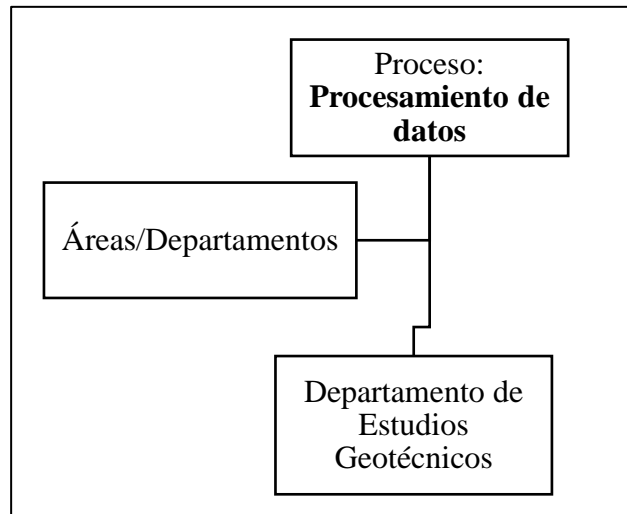 Proceso:
Procesamiento de
datos
Áreas/Departamentos
Departamento de
Estudios
Geotécnicos